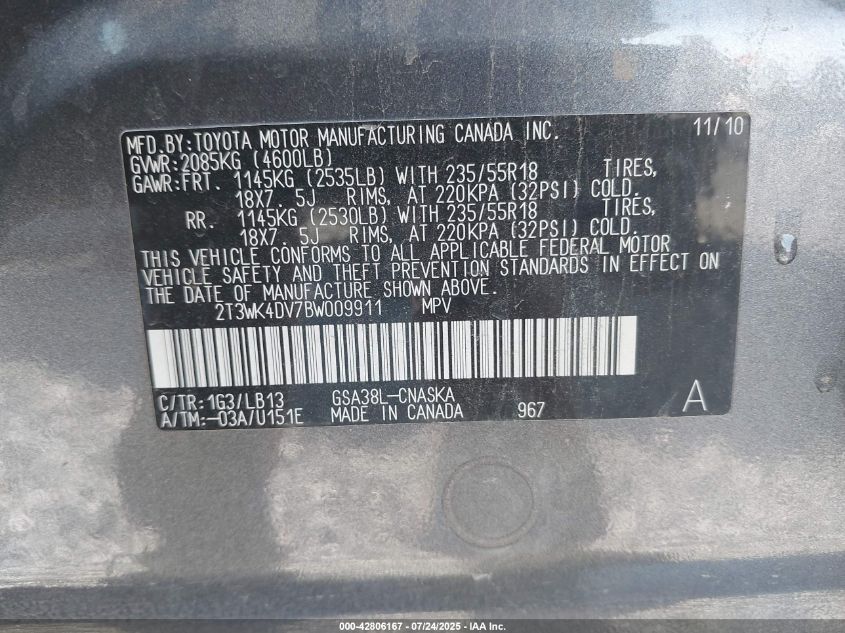 MFD.BY:TOYOTA MOTOR MANUFACTURING CANADA INC. 11/10
GVWR:2085KG (4600LB)
GAWR:FRT. 1145KG (2535LB) WITH 235/55R18 TIRES,
18X7. 5J RIMS, AT 220KPA (32PSI) COLD.
RR. 1145KG (2530LB) WITH 235/55R18 TIRES,
18X7. 5J RIMS, AT 220KPA (32PSI) COLD.
THIS VEHICLE CONFORMS TO ALL APPLICABLE FEDERAL MOTOR
VEHICLE SAFETY AND THEFT PREVENTION STANDARDS IN EFFECT ON
THE DATE OF MANUFACTURE SHOWN ABOVE.
2T3WK4DV7BW009911 MPV
C/TR:1G3/LB13 GSA38L-CNASKA
A/TM:-03A/U151E MADE IN CANADA 967 A
000-42806167 - 07/24/2025 - IAA Inc.